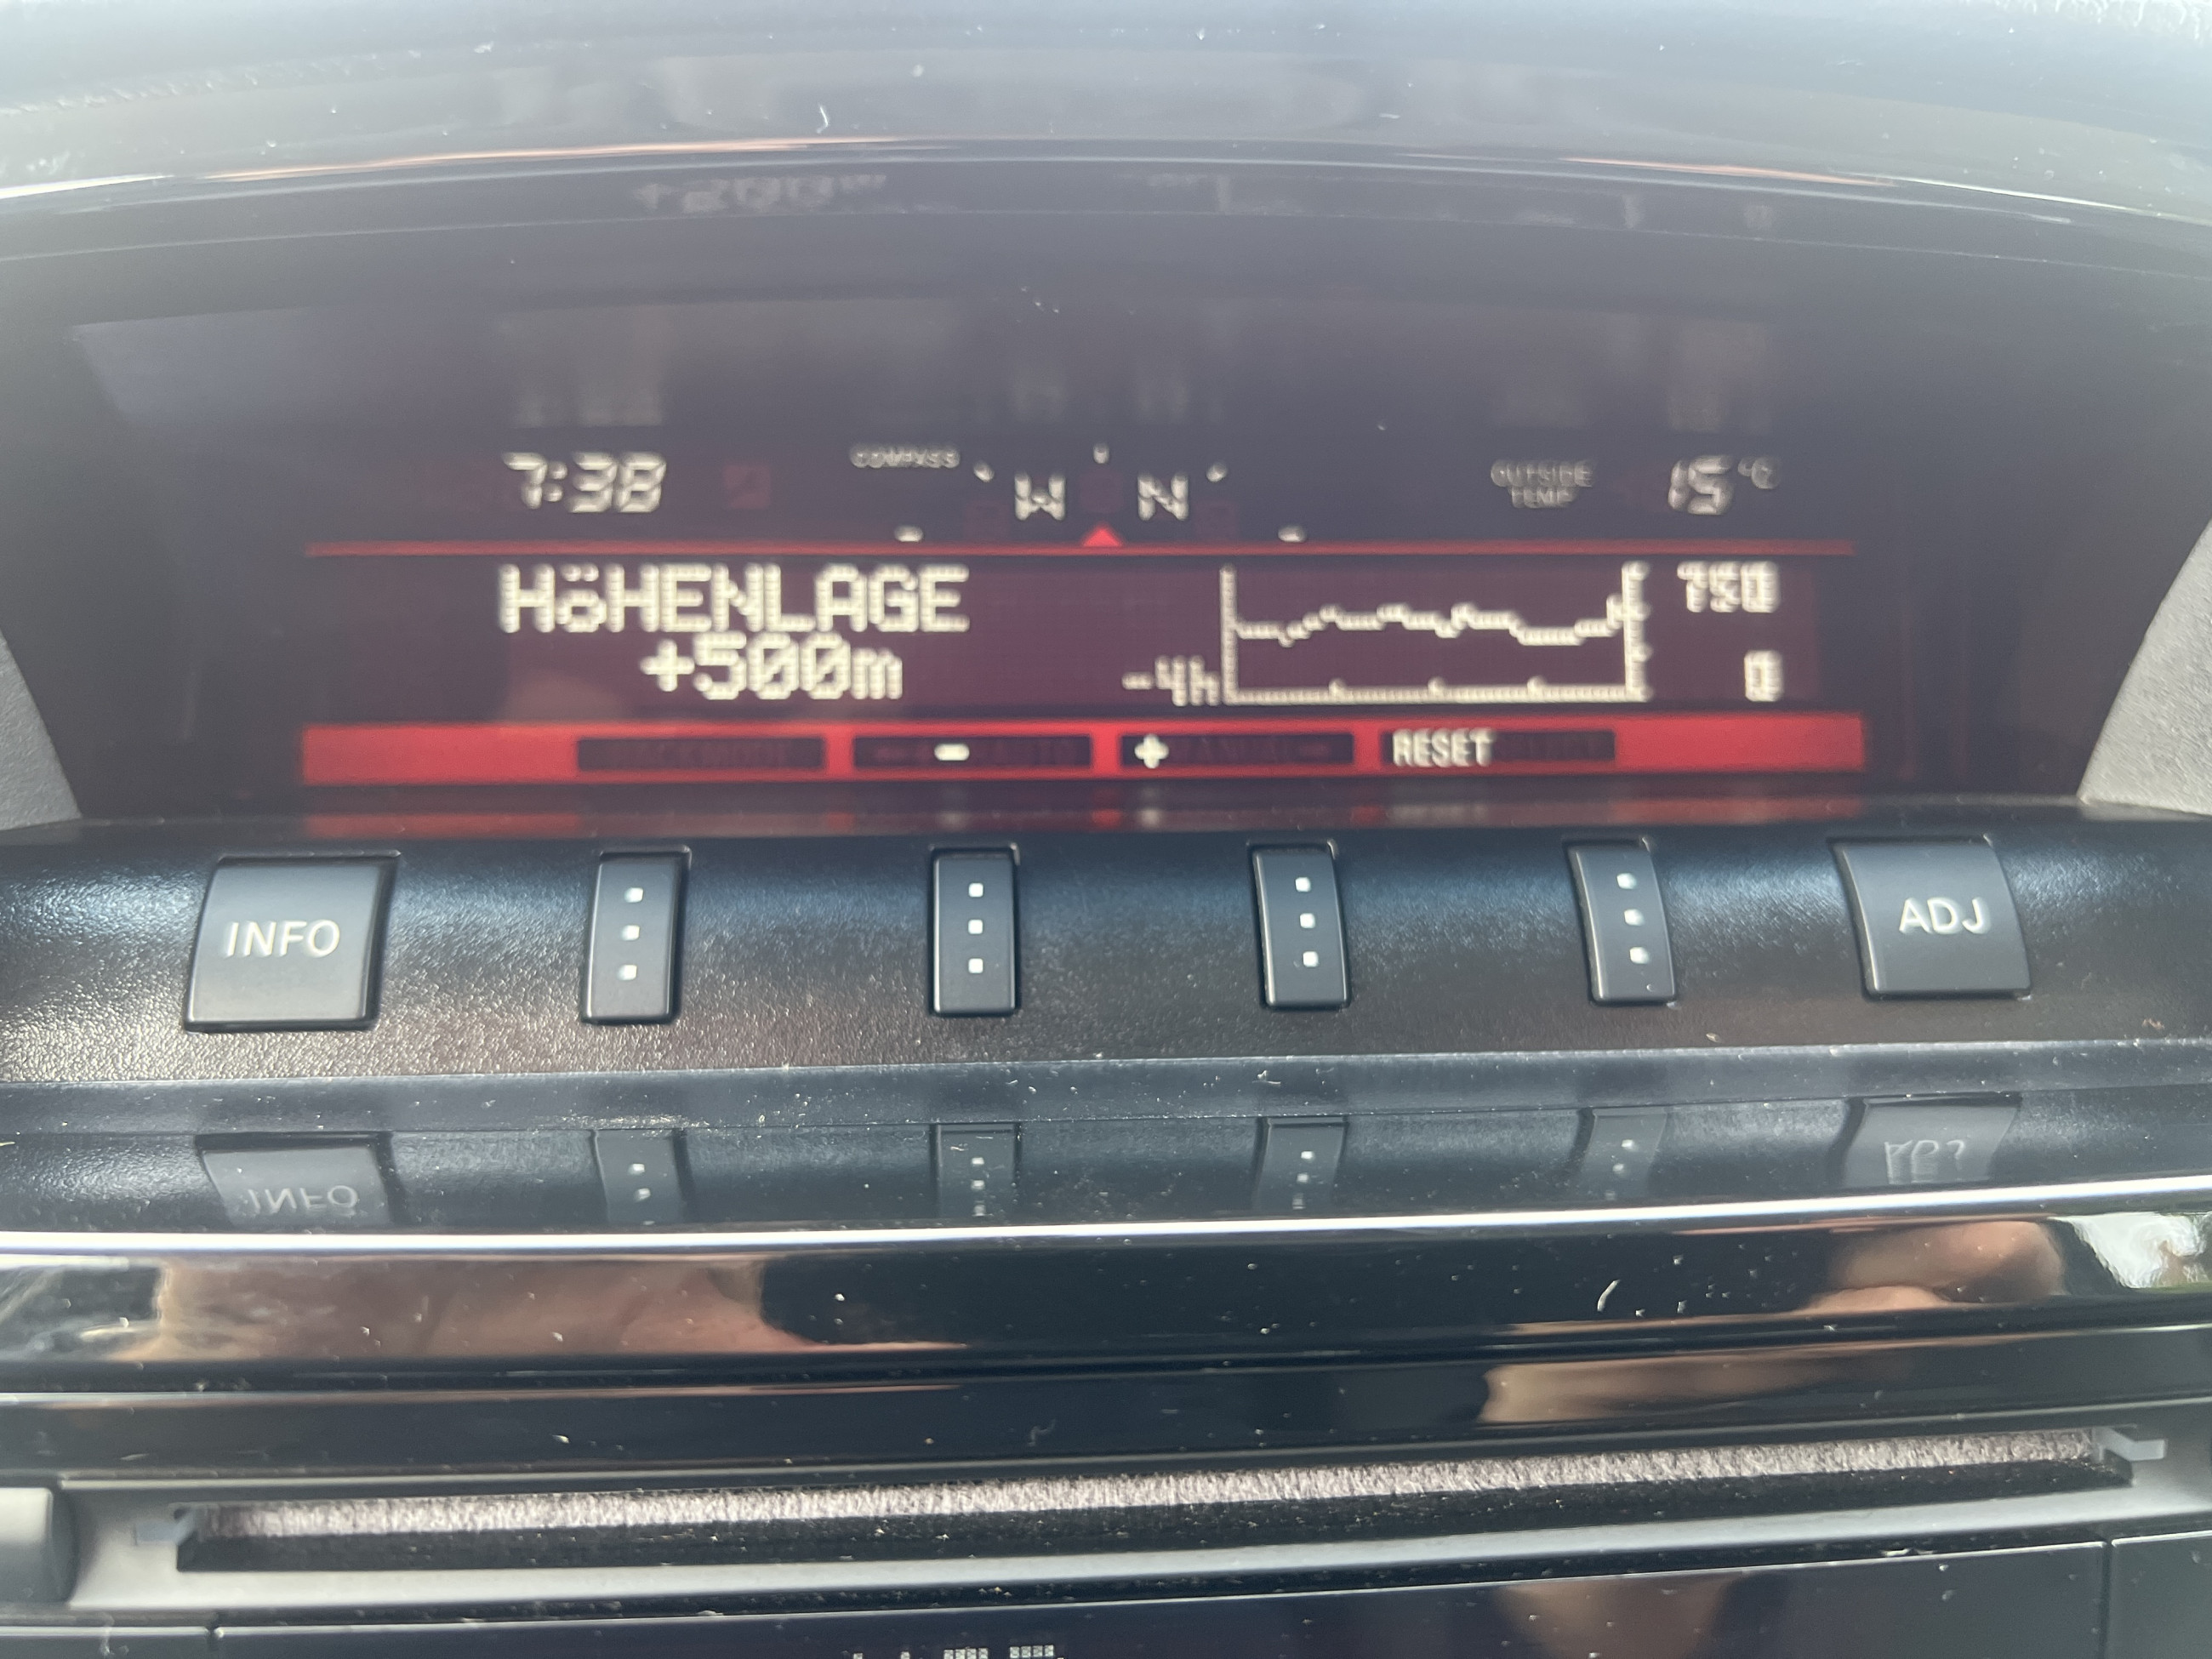 7:38 COMPASS W N OUTSIDE TEMP 15°C
HöHENLAGE
+500m
-4h
750
0
- + RESET
INFO ADJ